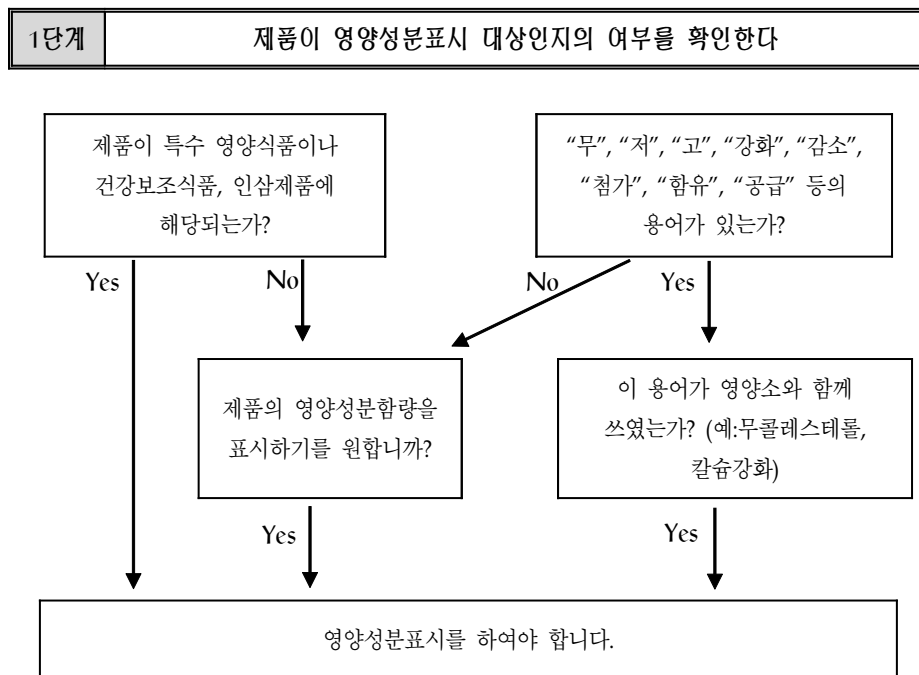 1단계
제품이 영양성분표시 대상인지의 여부를 확인한다
제품이 특수 영양식품이나
건강보조식품, 인삼제품에
해당되는가?
“무”, “저”, “고”, “강화”, “감소”,
“첨가”, “함유”, “공급” 등의
용어가 있는가?
Yes
No
No
Yes
제품의 영양성분함량을
표시하기를 원합니까?
이 용어가 영양소와 함께
쓰였는가? (예:무콜레스테롤,
칼슘강화)
Yes
Yes
영양성분표시를 하여야 합니다.